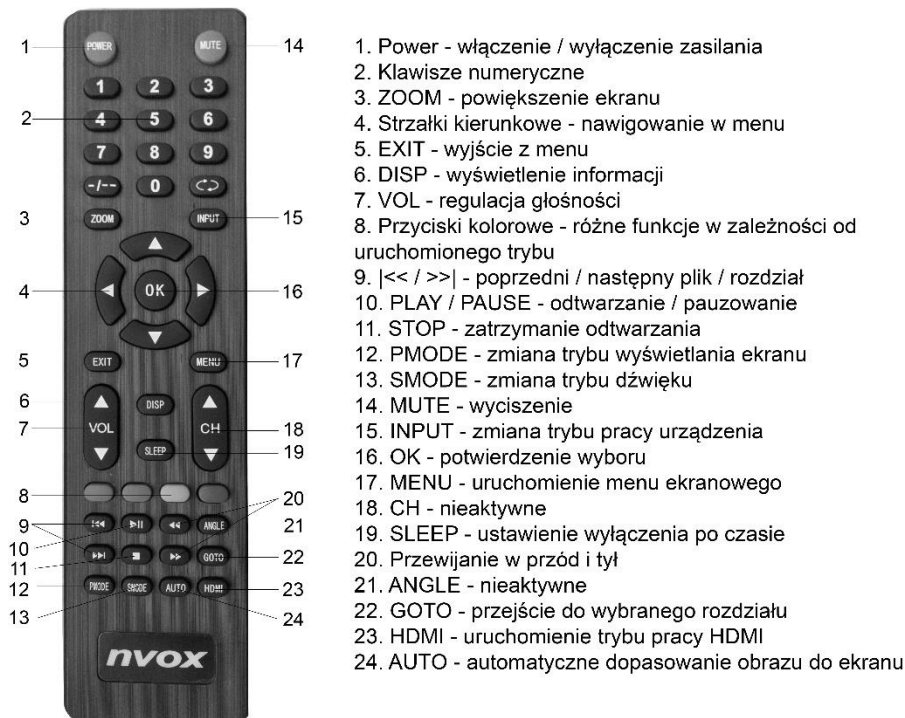 1
POWER
MUTE
14
1 2 3
2
4 5 6
7 8 9
-/-- 0
3
ZOOM
INPUT
15
4
OK
16
5
EXIT
MENU
17
6
DISP
7
VOL
CH
18
SLEEP
19
8
20
9
ANGLE
21
10
11
GOTO
22
12
PMODE
SMODE
AUTO
HDMI
23
13
24
nvox
1. Power - włączenie / wyłączenie zasilania
2. Klawisze numeryczne
3. ZOOM - powiększenie ekranu
4. Strzałki kierunkowe - nawigowanie w menu
5. EXIT - wyjście z menu
6. DISP - wyświetlenie informacji
7. VOL - regulacja głośności
8. Przyciski kolorowe - różne funkcje w zależności od
uruchomionego trybu
9. |<< / >>| - poprzedni / następny plik / rozdział
10. PLAY / PAUSE - odtwarzanie / pauzowanie
11. STOP - zatrzymanie odtwarzania
12. PMODE - zmiana trybu wyświetlania ekranu
13. SMODE - zmiana trybu dźwięku
14. MUTE - wyciszenie
15. INPUT - zmiana trybu pracy urządzenia
16. OK - potwierdzenie wyboru
17. MENU - uruchomienie menu ekranowego
18. CH - nieaktywne
19. SLEEP - ustawienie wyłączenia po czasie
20. Przewijanie w przód i tył
21. ANGLE - nieaktywne
22. GOTO - przejście do wybranego rozdziału
23. HDMI - uruchomienie trybu pracy HDMI
24. AUTO - automatyczne dopasowanie obrazu do ekranu